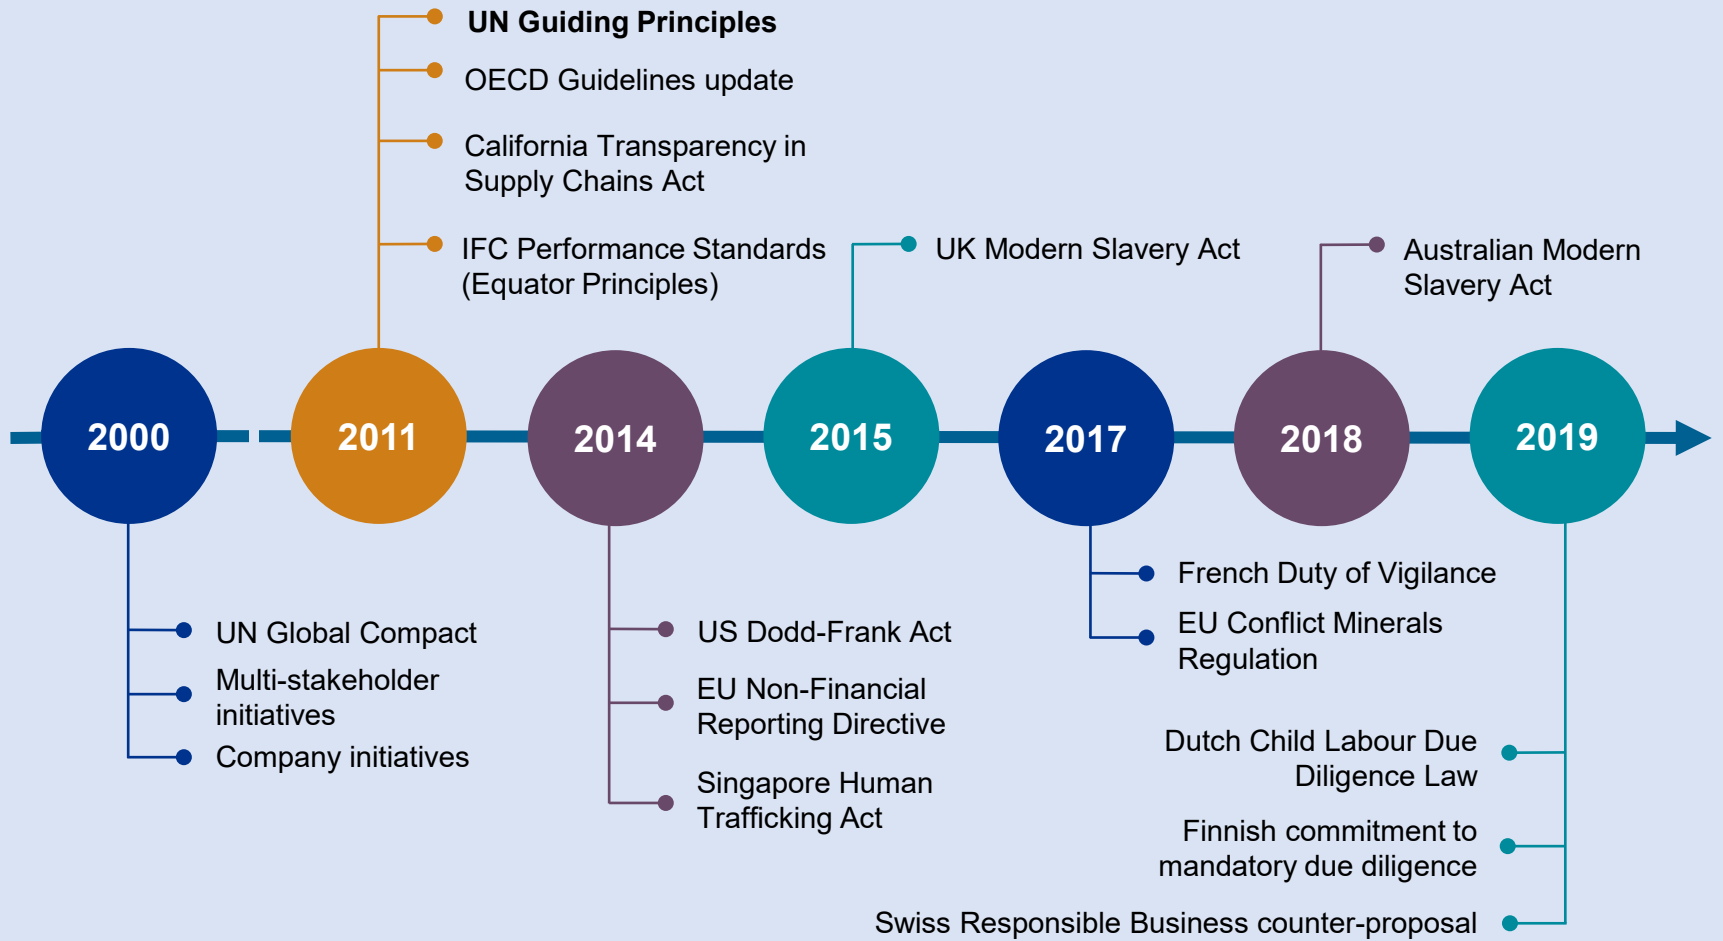 UN Guiding Principles
OECD Guidelines update
California Transparency in
Supply Chains Act
IFC Performance Standards
(Equator Principles)
UK Modern Slavery Act
Australian Modern
Slavery Act
2000
2011
2014
2015
2017
2018
2019
UN Global Compact
Multi-stakeholder
initiatives
Company initiatives
US Dodd-Frank Act
EU Non-Financial
Reporting Directive
Singapore Human
Trafficking Act
French Duty of Vigilance
EU Conflict Minerals
Regulation
Dutch Child Labour Due
Diligence Law
Finnish commitment to
mandatory due diligence
Swiss Responsible Business counter-proposal